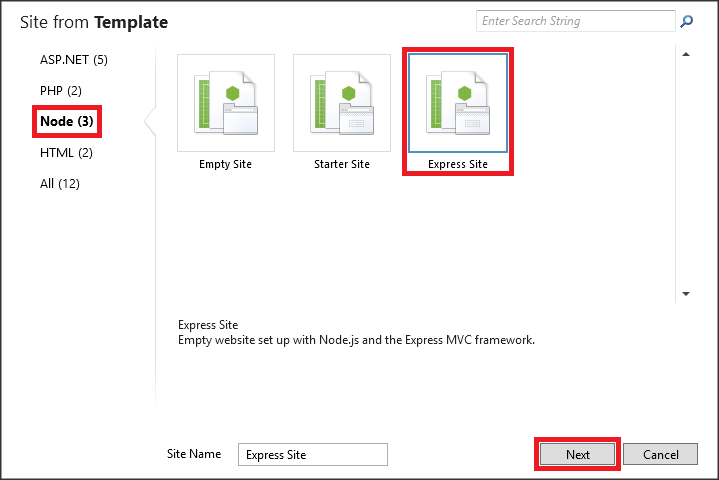 Site from Template
Enter Search String
ASP.NET (5)
PHP (2)
Node (3)
HTML (2)
All (12)
Empty Site
Starter Site
Express Site
Express Site
Empty website set up with Node.js and the Express MVC framework.
Site Name
Express Site
Next
Cancel